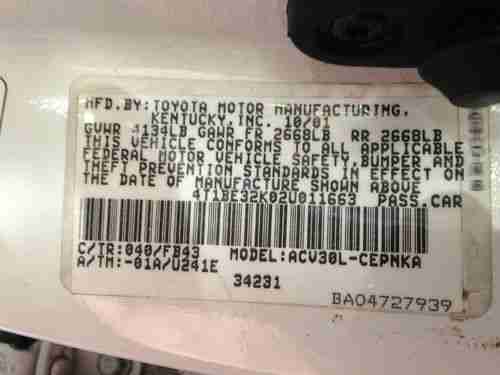 MFD.BY:TOYOTA MOTOR MANUFACTURING,
KENTUCKY,INC. 10/01
GVWR 4134LB GAWR FR 2668LB RR 2668LB
THIS VEHICLE CONFORMS TO ALL APPLICABLE
FEDERAL MOTOR VEHICLE SAFETY,BUMPER AND
THEFT PREVENTION STANDARDS IN EFFECT ON
THE DATE OF MANUFACTURE SHOWN ABOVE
4T1BE32K02U011663 PASS.CAR
C/TR:040/FB43 MODEL:ACV30L-CEPNKA
A/TM:-01A/U241E
34231
BA04727939